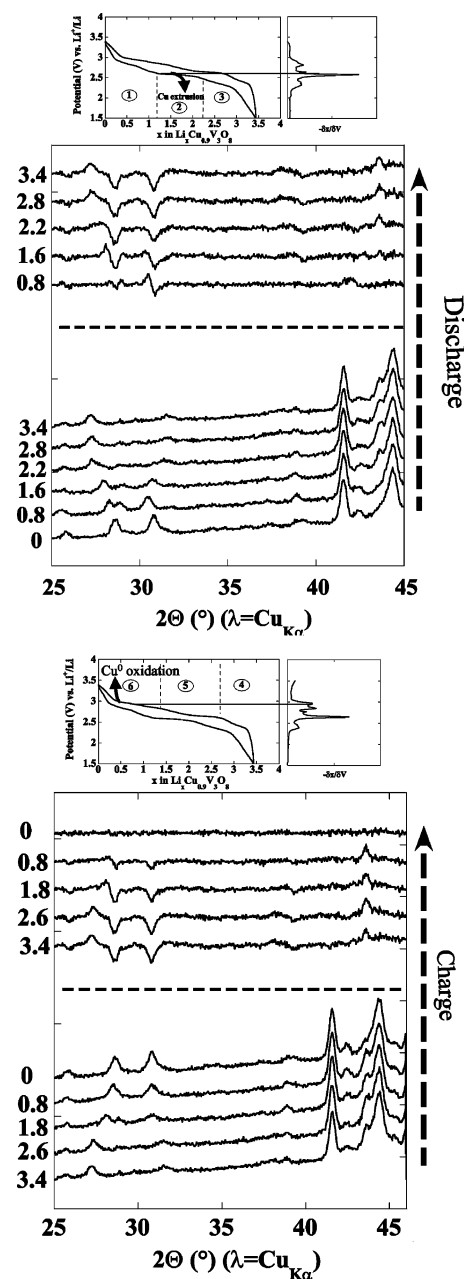 Potential (V) vs. Li⁺/Li
4
3.5
3
2.5
2
1.5
1
2
3
Cu extrusion
0 0.5 1 1.5 2 2.5 3 3.5 4
x in LiₓCu₀.₉V₃O₈
-δx/δV
3.4
2.8
2.2
1.6
0.8
3.4
2.8
2.2
1.6
0.8
0
25 30 35 40 45
2Θ (°) (λ=Cu_Kα)
Discharge
Cu⁰ oxidation
Potential (V) vs. Li⁺/Li
4
3.5
3
2.5
2
1.5
6
5
4
0 0.5 1 1.5 2 2.5 3 3.5 4
x in LiₓCu₀.₉V₃O₈
-δx/δV
0
0.8
1.8
2.6
3.4
0
0.8
1.8
2.6
3.4
25 30 35 40 45
2Θ (°) (λ=Cu_Kα)
Charge